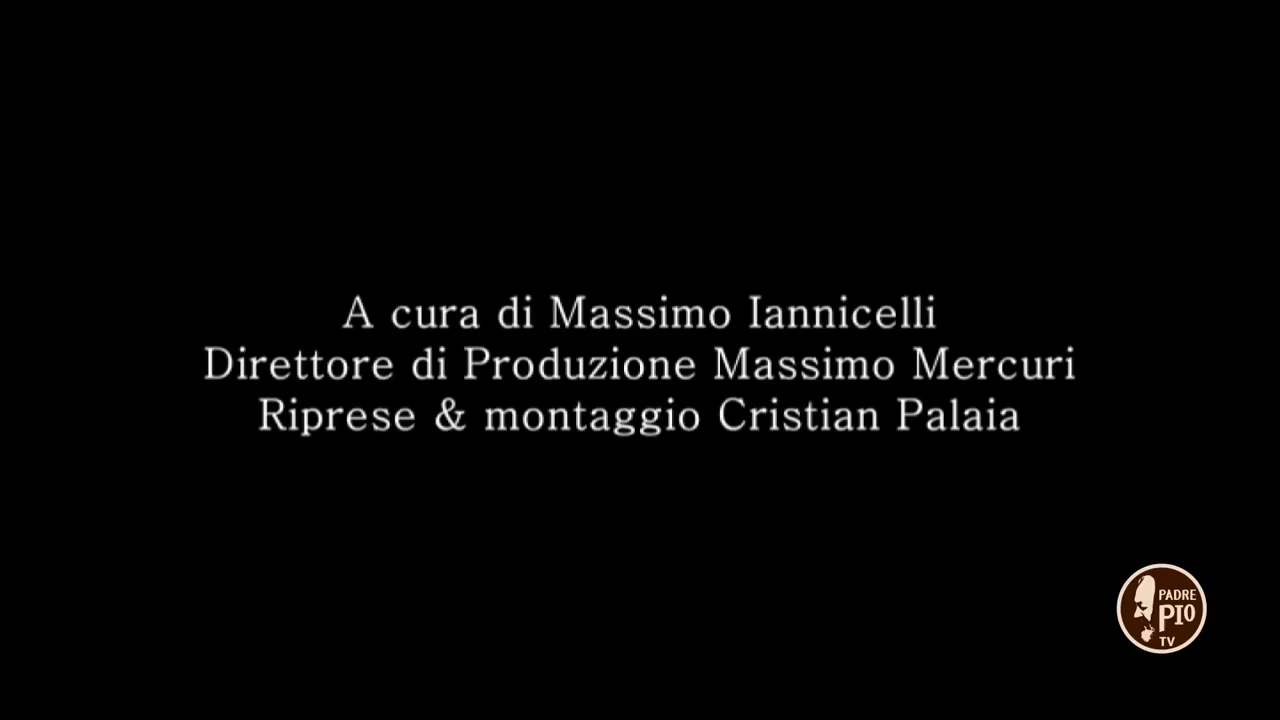 A cura di Massimo Iannicelli
Direttore di Produzione Massimo Mercuri
Riprese & montaggio Cristian Palaia
PADRE
PIO
TV